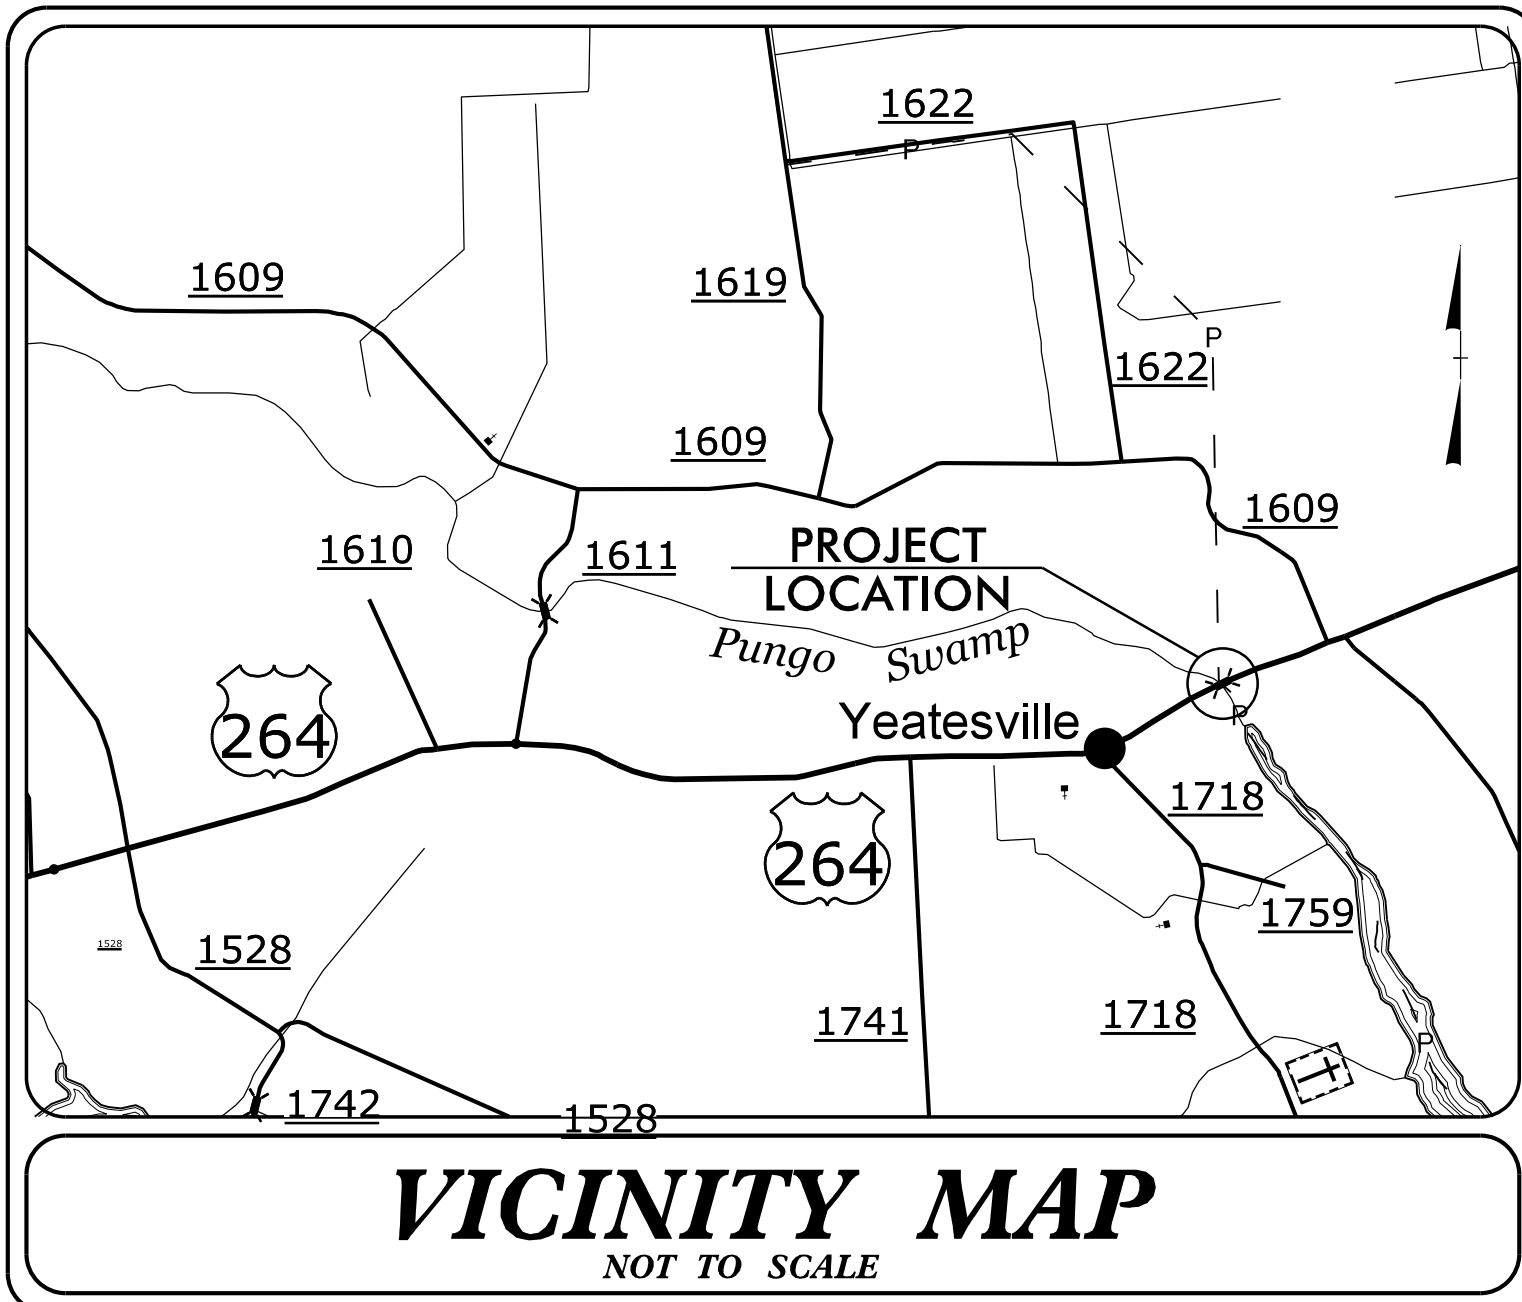 1622
P
1609
1619
P
1622
1609
1609
1610
1611
PROJECT
LOCATION
Pungo Swamp
264
Yeatesville
P
1718
264
1759
1528
1528
1741
1718
P
1742
1528
VICINITY MAP
NOT TO SCALE